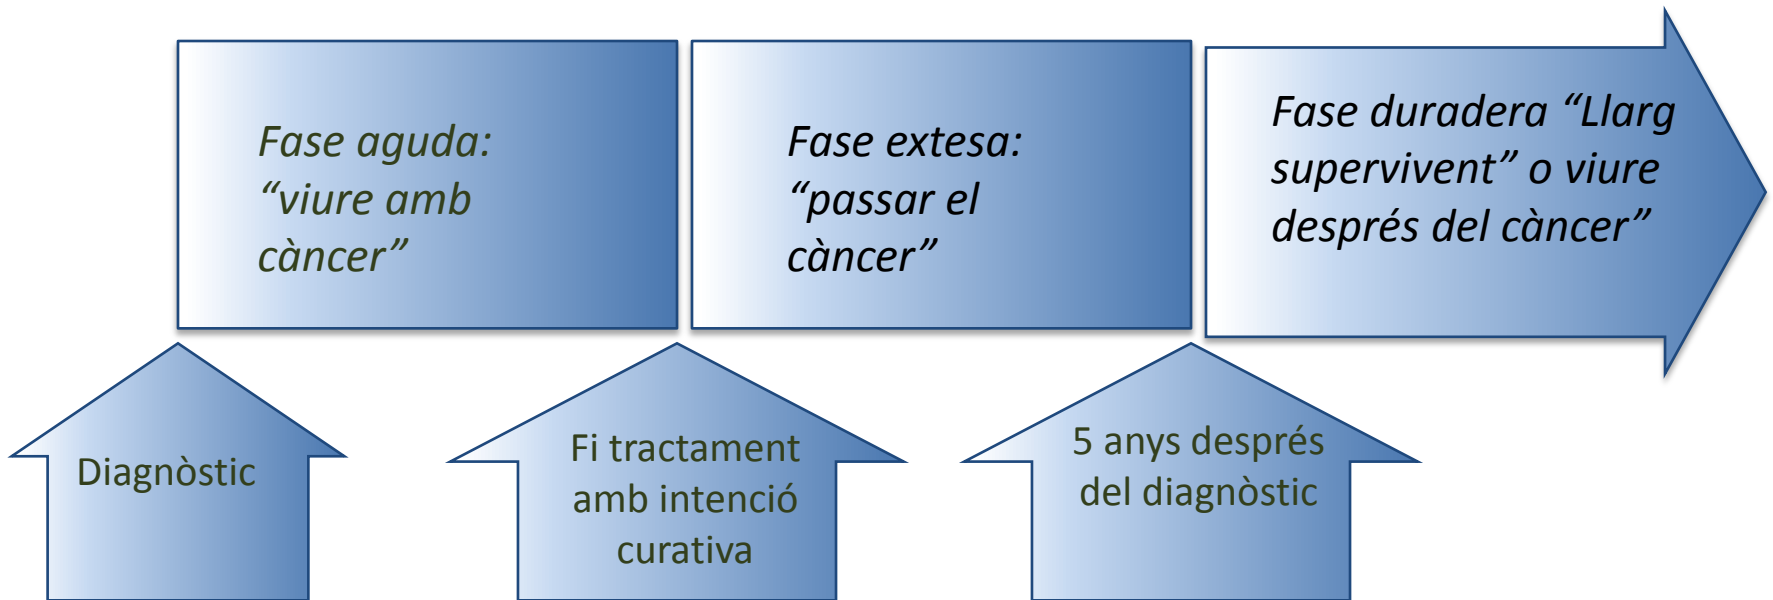 Fase aguda:
“viure amb
càncer”
Fase extesa:
“passar el
càncer”
Fase duradera “Llarg
supervivent” o viure
després del càncer”
Diagnòstic
Fi tractament
amb intenció
curativa
5 anys després
del diagnòstic